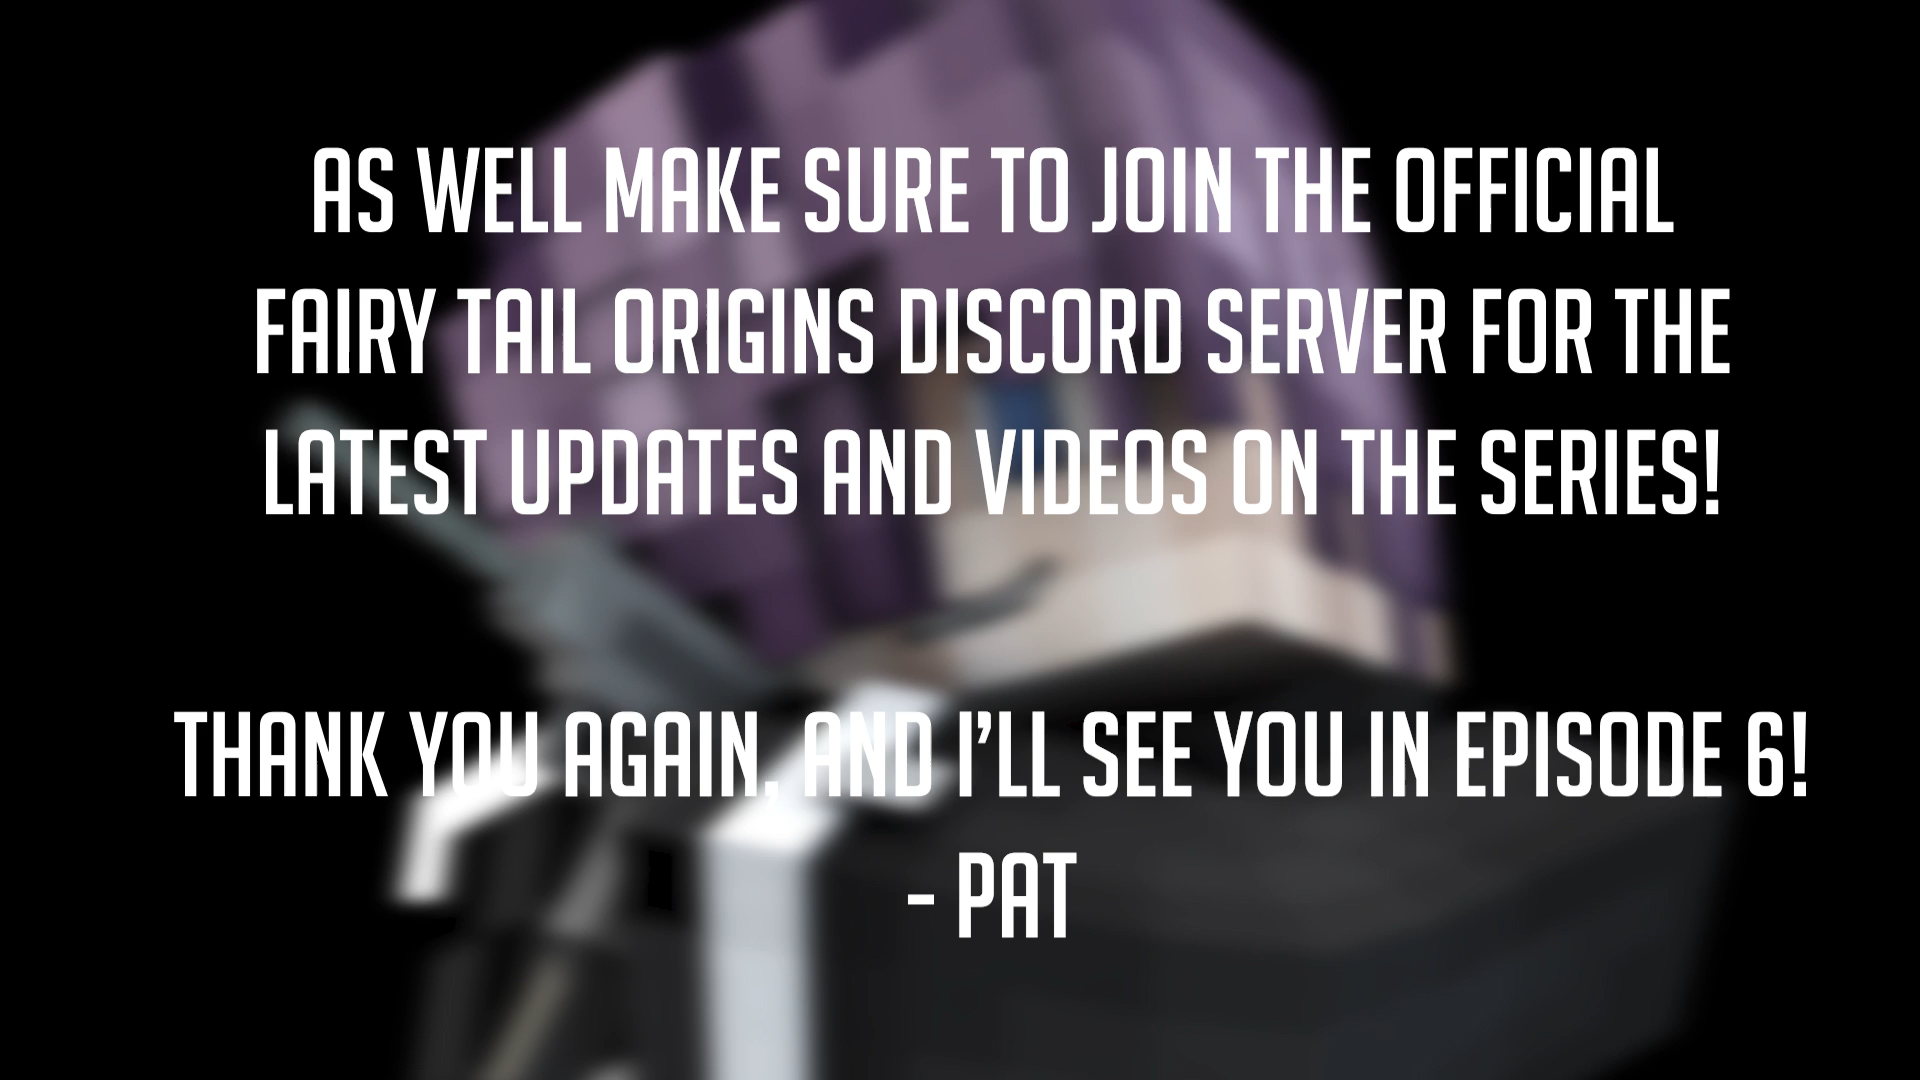 AS WELL MAKE SURE TO JOIN THE OFFICIAL
FAIRY TAIL ORIGINS DISCORD SERVER FOR THE
LATEST UPDATES AND VIDEOS ON THE SERIES!
THANK YOU AGAIN, AND I'LL SEE YOU IN EPISODE 6!
- PAT